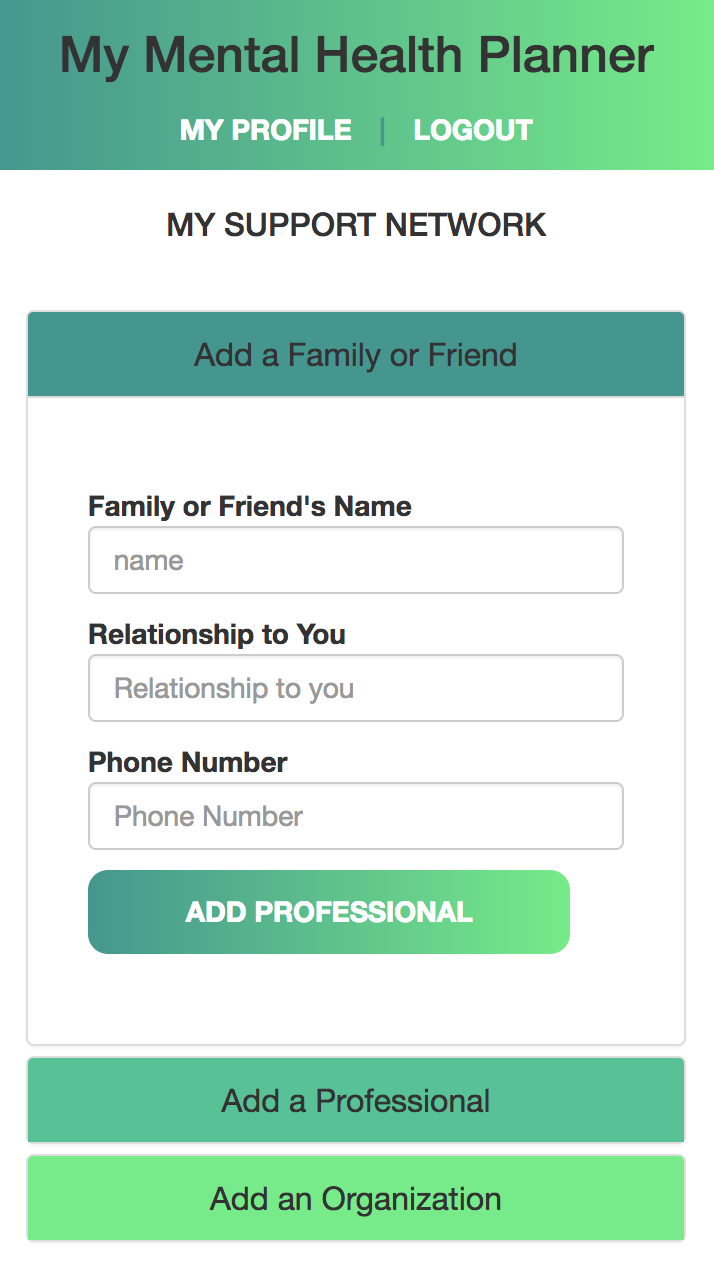 My Mental Health Planner
MY PROFILE | LOGOUT
MY SUPPORT NETWORK
Add a Family or Friend
Family or Friend's Name
name
Relationship to You
Relationship to you
Phone Number
Phone Number
ADD PROFESSIONAL
Add a Professional
Add an Organization